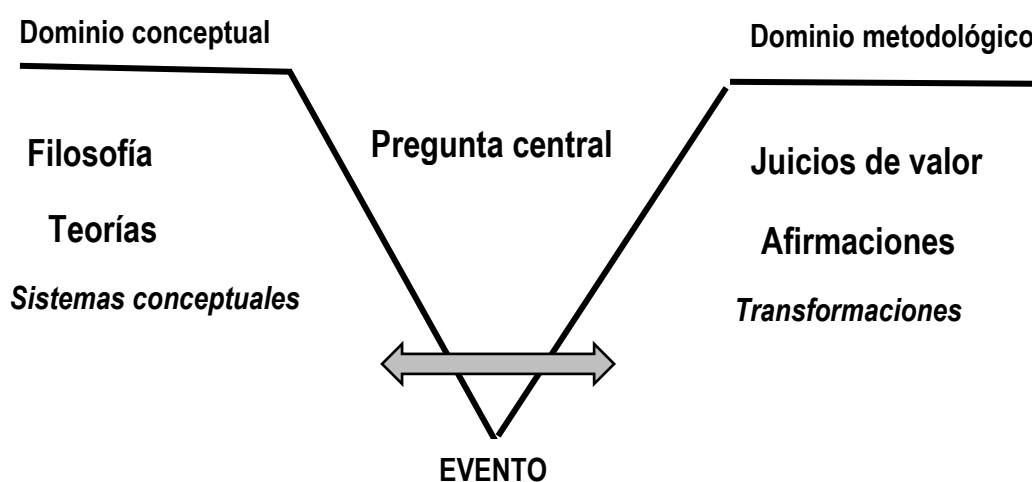 Dominio conceptual
Dominio metodológico
Pregunta central
Filosofía
Juicios de valor
Teorías
Afirmaciones
Sistemas conceptuales
Transformaciones
EVENTO